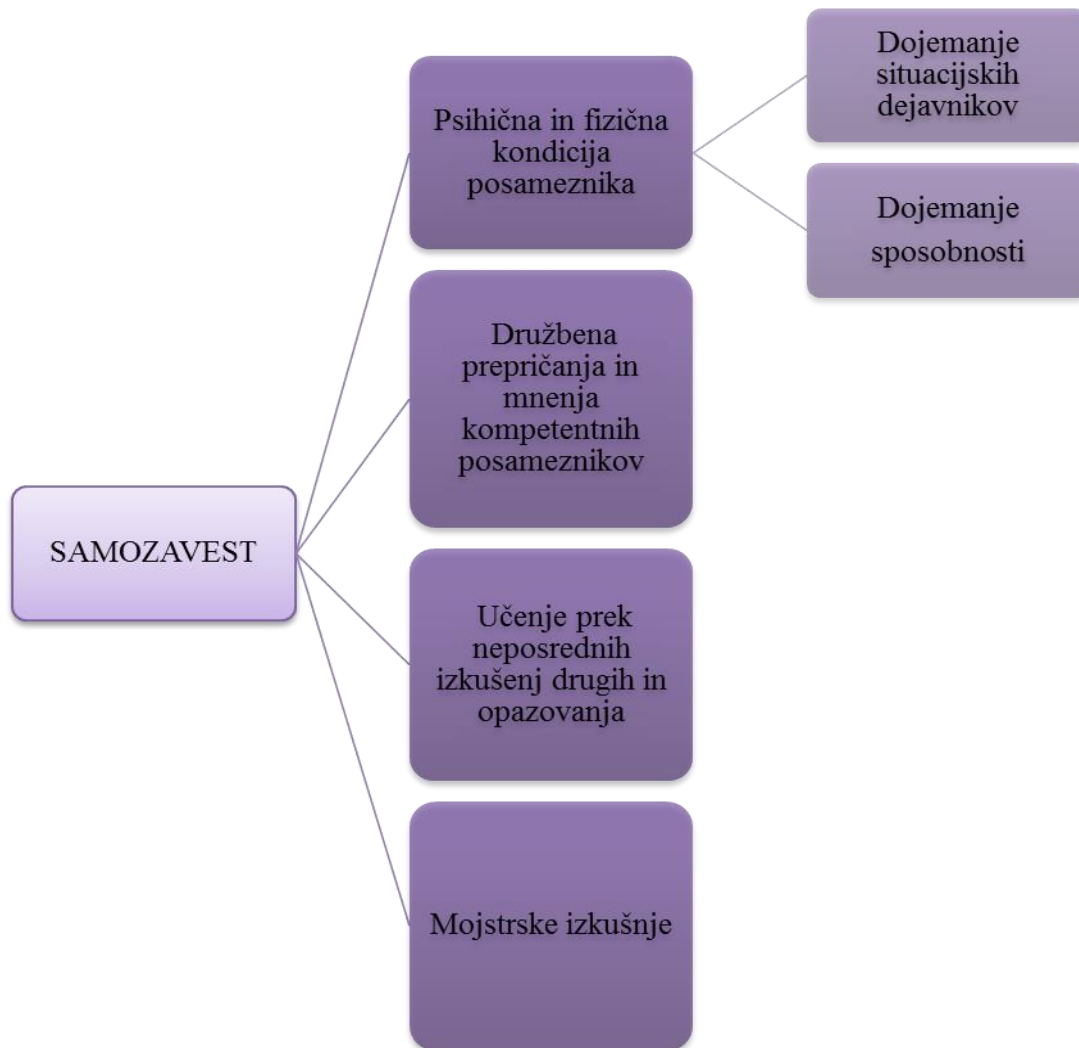 SAMOZAVEST
Psihična in fizična
kondicija
posameznika
Dojemanje
situacijskih
dejavnikov
Dojemanje
sposobnosti
Družbena
prepričanja in
mnenja
kompetentnih
posameznikov
Učenje prek
neposrednih
izkušenj drugih in
opazovanja
Mojstrske izkušnje